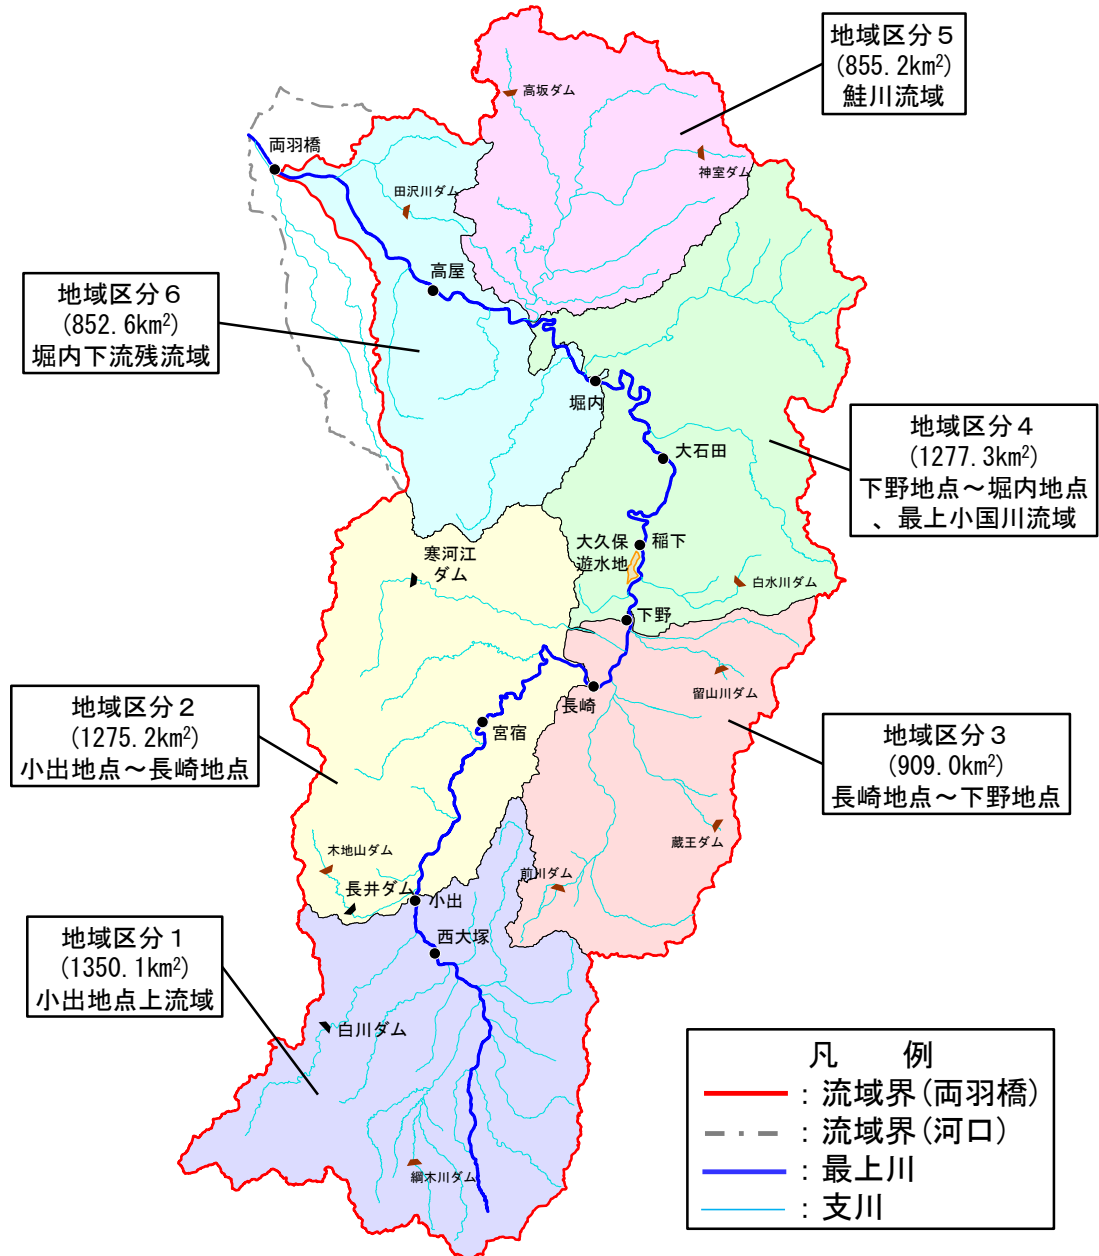 地域区分５
(855.2km²)
鮭川流域
高坂ダム
両羽橋
神室ダム
田沢川ダム
高屋
地域区分６
(852.6km²)
堀内下流残流域
堀内
地域区分４
(1277.3km²)
下野地点～堀内地点
、最上小国川流域
大石田
大久保
遊水地
稲下
寒河江
ダム
白水川ダム
下野
留山川ダム
長崎
地域区分２
(1275.2km²)
小出地点～長崎地点
宮宿
地域区分３
(909.0km²)
長崎地点～下野地点
蔵王ダム
木地山ダム
前川ダム
長井ダム
小出
地域区分１
(1350.1km²)
小出地点上流域
西大塚
白川ダム
綱木川ダム
凡　例
：流域界(両羽橋)
：流域界(河口)
：最上川
：支川